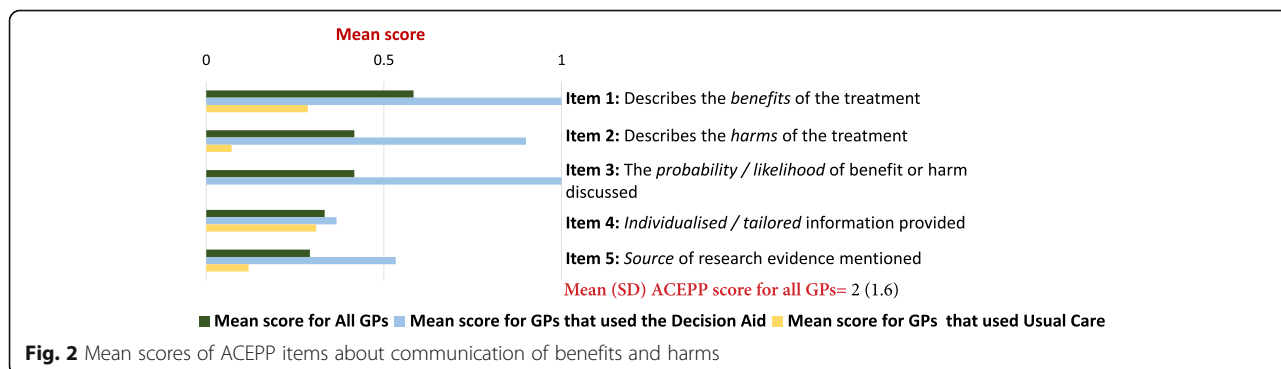 Mean score
0 0.5 1
Item 1: Describes the benefits of the treatment
Item 2: Describes the harms of the treatment
Item 3: The probability / likelihood of benefit or harm
discussed
Item 4: Individualised / tailored information provided
Item 5: Source of research evidence mentioned
Mean (SD) ACEPP score for all GPs= 2 (1.6)
Mean score for All GPs Mean score for GPs that used the Decision Aid Mean score for GPs that used Usual Care
Fig. 2 Mean scores of ACEPP items about communication of benefits and harms